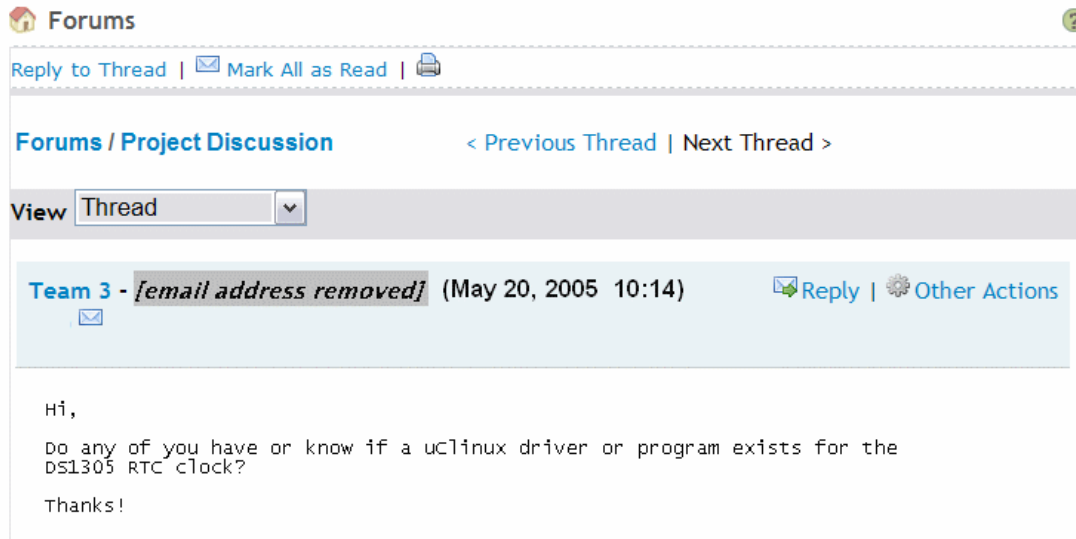 Forums
Reply to Thread | Mark All as Read |
Forums / Project Discussion < Previous Thread | Next Thread >
View Thread
Team 3 - [email address removed] (May 20, 2005 10:14) Reply | Other Actions
Hi,
Do any of you have or know if a uClinux driver or program exists for the
DS1305 RTC clock?
Thanks!